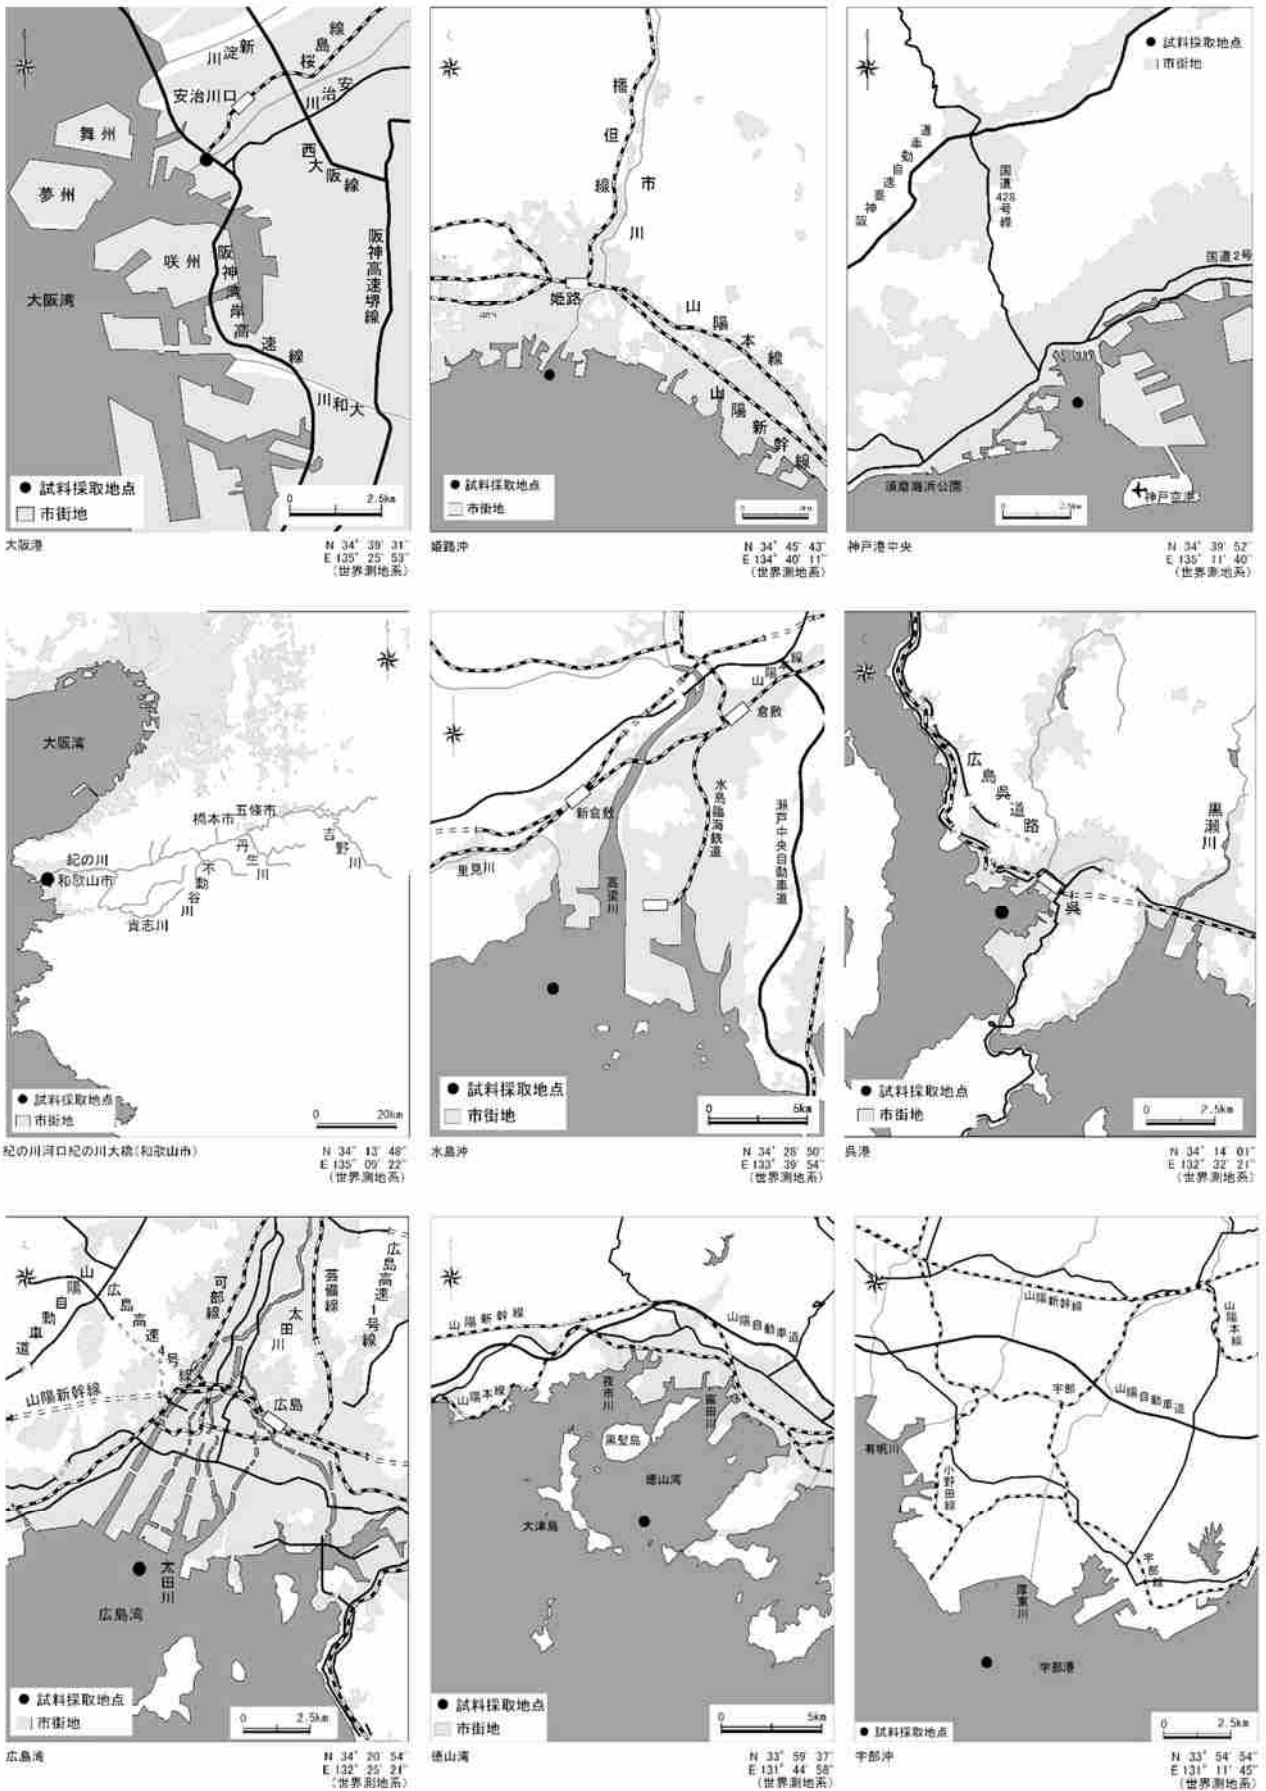 新淀川
桜島線
安治川口
安治川
舞州
夢州
西大阪線
咲州
阪神湾岸高速線
阪神高速堺線
大阪湾
大和川
● 試料採取地点
市街地
0 2.5km
大阪港
N 34° 39′ 31″
E 135° 25′ 53″
(世界測地系)
播但線
市川
姫路
山陽本線
山陽新幹線
● 試料採取地点
市街地
姫路沖
N 34° 45′ 43″
E 134° 40′ 11″
(世界測地系)
● 試料採取地点
市街地
阪神高速自動車道
国道428号線
国道2号
須磨海浜公園
神戸空港
0 2.5km
神戸港中央
N 34° 39′ 52″
E 135° 11′ 40″
(世界測地系)
大阪湾
橋本市
五條市
紀の川
和歌山市
丹生川
吉野川
不動谷川
貴志川
● 試料採取地点
市街地
0 20km
紀の川河口紀の川大橋(和歌山市)
N 34° 13′ 48″
E 135° 09′ 22″
(世界測地系)
山陽線
倉敷
新倉敷
水島臨海鉄道
瀬戸中央自動車道
里見川
高梁川
● 試料採取地点
市街地
0 5km
水島沖
N 34° 28′ 50″
E 133° 39′ 54″
(世界測地系)
広島呉道路
黒瀬川
呉
● 試料採取地点
市街地
0 2.5km
呉港
N 34° 14′ 01″
E 132° 32′ 21″
(世界測地系)
山陽自動車道
広島高速4号線
可部線
太田川
芸備線
広島高速1号線
山陽新幹線
広島
太田川
広島湾
● 試料採取地点
市街地
0 2.5km
広島湾
N 34° 20′ 54″
E 132° 25′ 21″
(世界測地系)
山陽新幹線
山陽自動車道
山陽本線
夜市川
富田川
黒髪島
徳山湾
大津島
● 試料採取地点
市街地
0 5km
徳山湾
N 33° 59′ 37″
E 131° 44′ 58″
(世界測地系)
山陽新幹線
山陽本線
宇部
山陽自動車道
有帆川
小野田線
宇部線
厚東川
宇部港
● 試料採取地点
0 2.5km
宇部沖
N 33° 54′ 54″
E 131° 11′ 45″
(世界測地系)